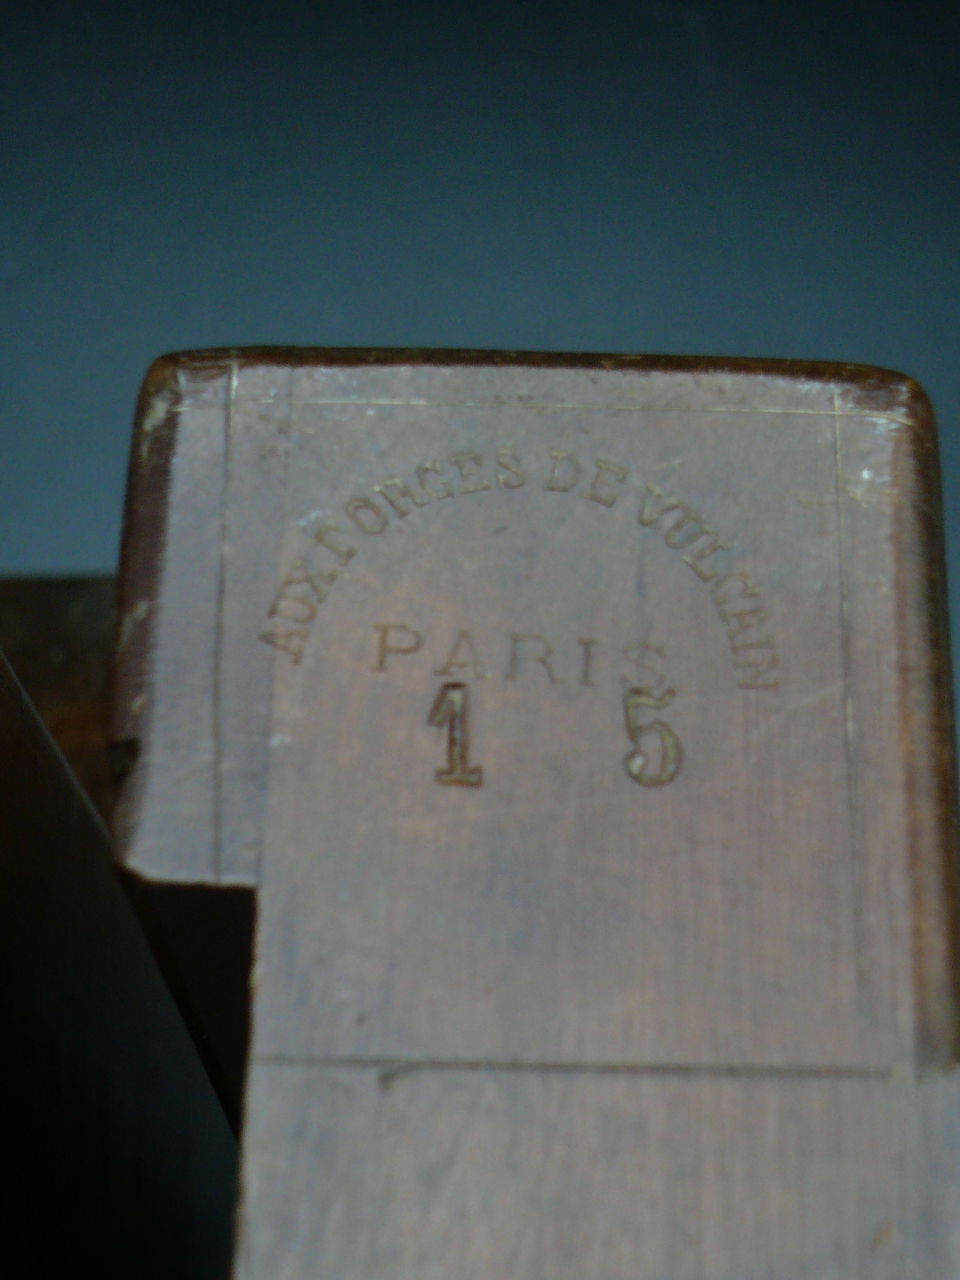 AUX FORGES DE VULCAIN
PARIS
1 5